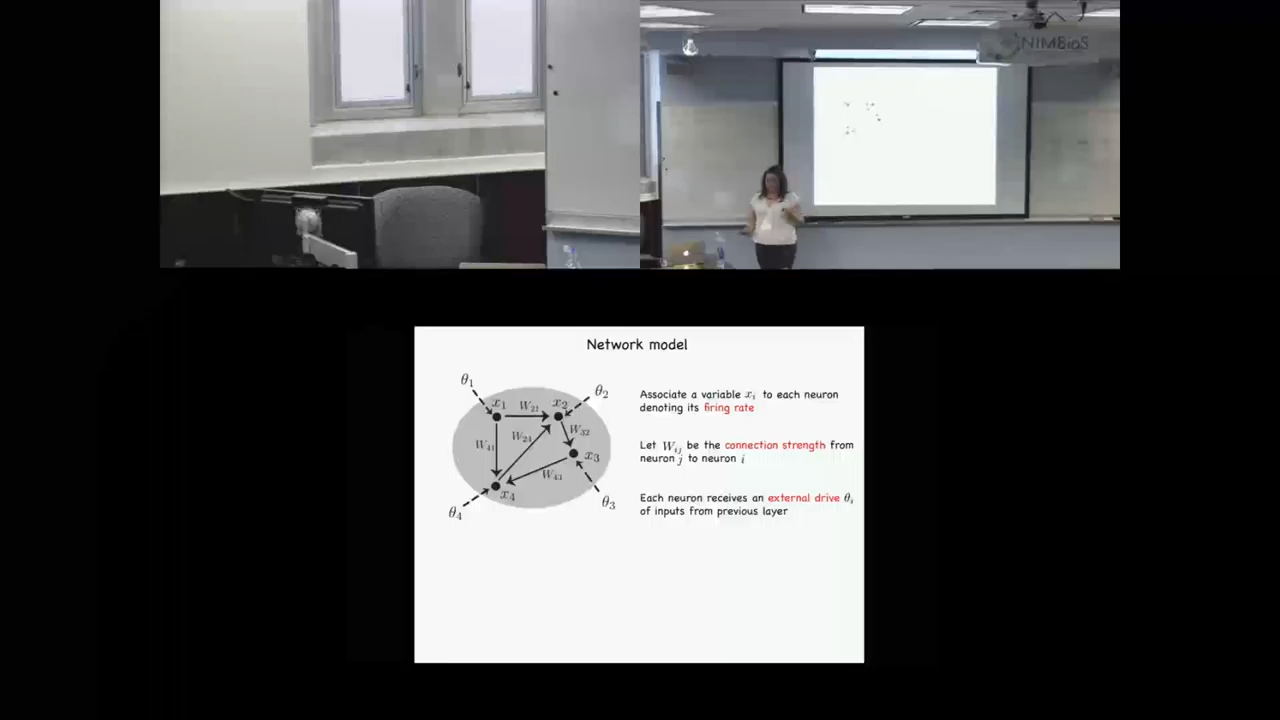 NIMBioS
Network model
θ1
θ2
x1
W21
x2
W41
W24
W32
x3
W43
x4
θ4
θ3
Associate a variable xi to each neuron
denoting its firing rate
Let Wij be the connection strength from
neuron j to neuron i
Each neuron receives an external drive θi
of inputs from previous layer